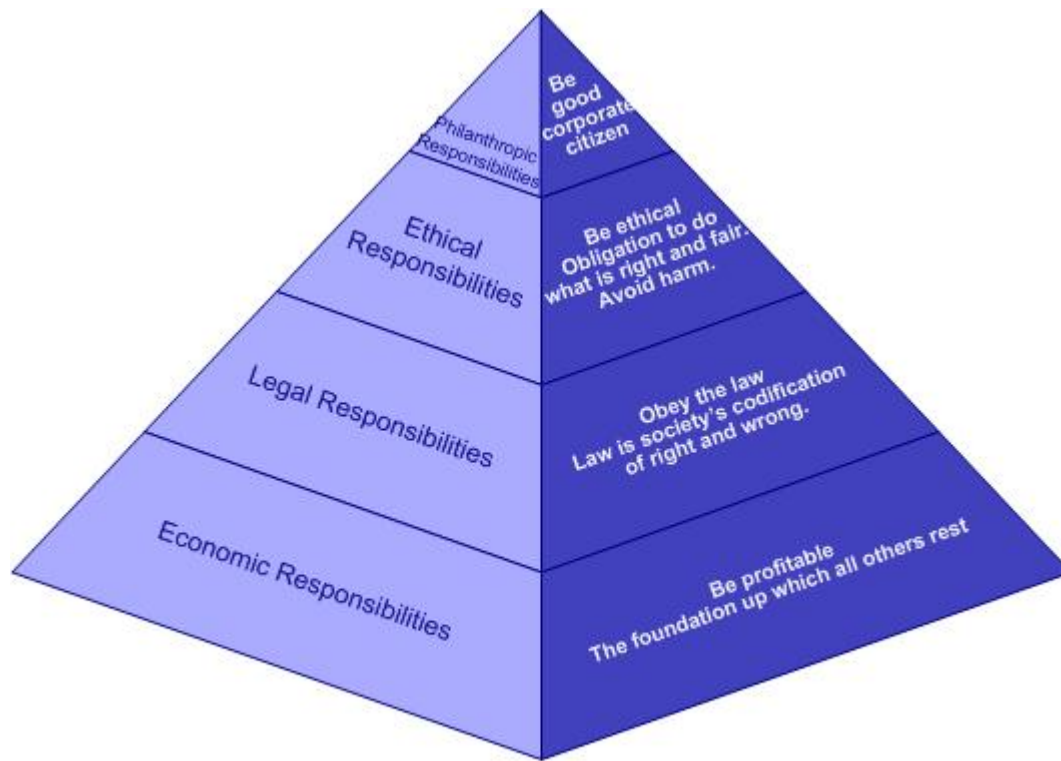 Philanthropic
Responsibilities
Be
good
corporate
citizen
Ethical
Responsibilities
Be ethical
Obligation to do
what is right and fair.
Avoid harm.
Legal Responsibilities
Obey the law
Law is society’s codification
of right and wrong.
Economic Responsibilities
Be profitable
The foundation up which all others rest